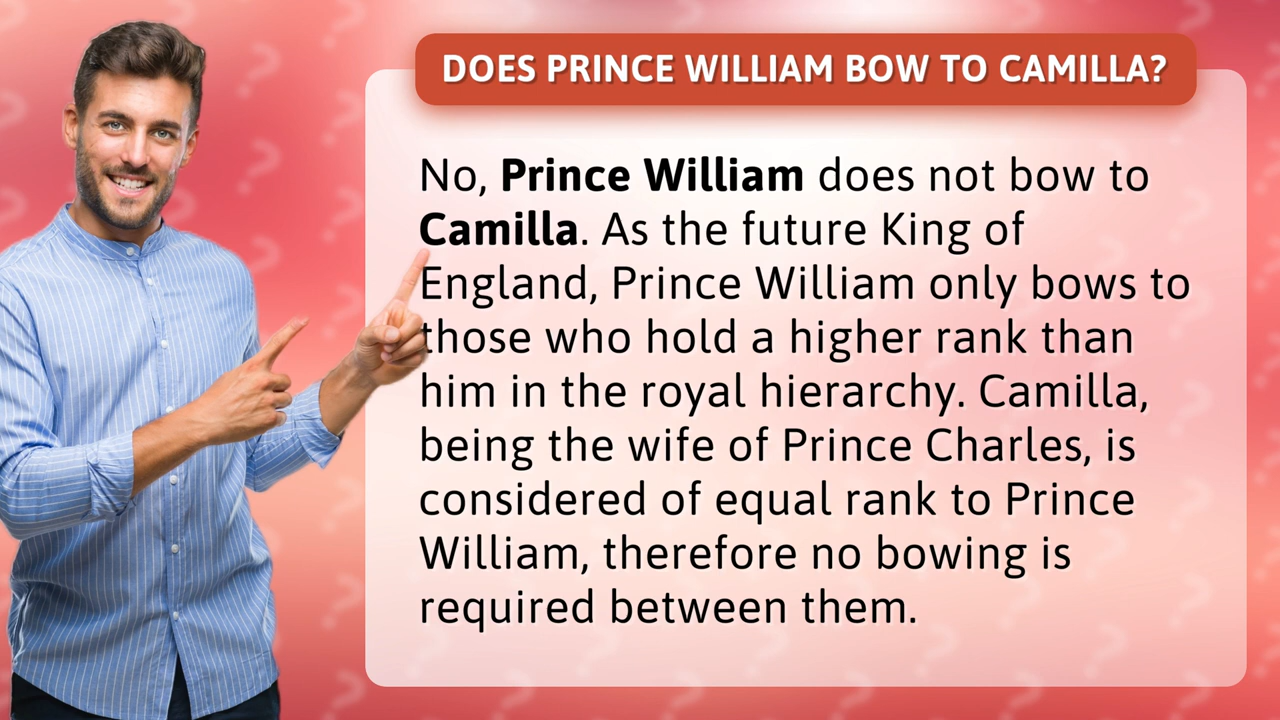 DOES PRINCE WILLIAM BOW TO CAMILLA?
No, Prince William does not bow to
Camilla. As the future King of
England, Prince William only bows to
those who hold a higher rank than
him in the royal hierarchy. Camilla,
being the wife of Prince Charles, is
considered of equal rank to Prince
William, therefore no bowing is
required between them.